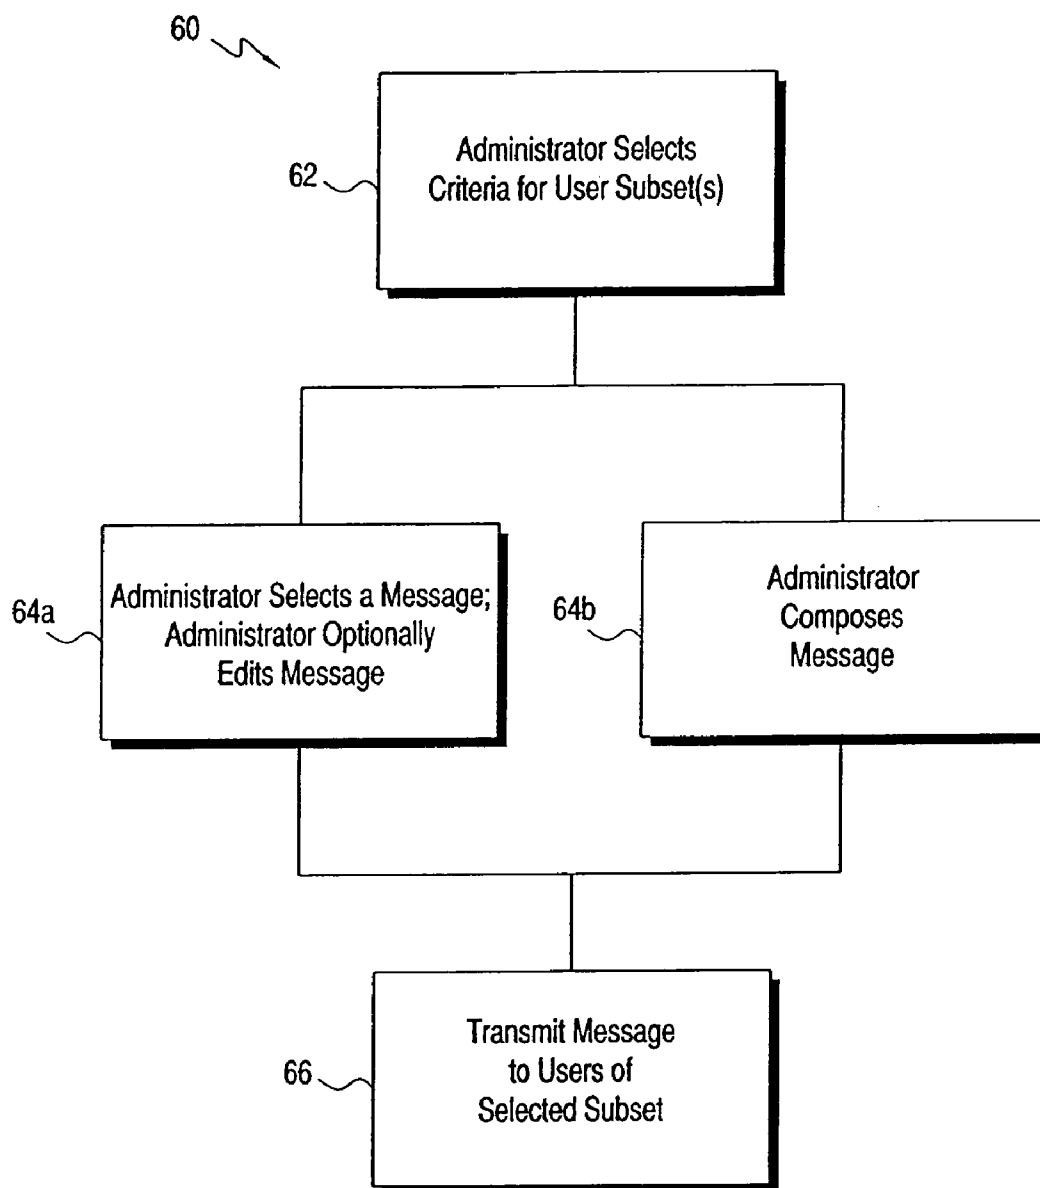 60
62
Administrator Selects
Criteria for User Subset(s)
64a
Administrator Selects a Message;
Administrator Optionally
Edits Message
64b
Administrator
Composes
Message
66
Transmit Message
to Users of
Selected Subset